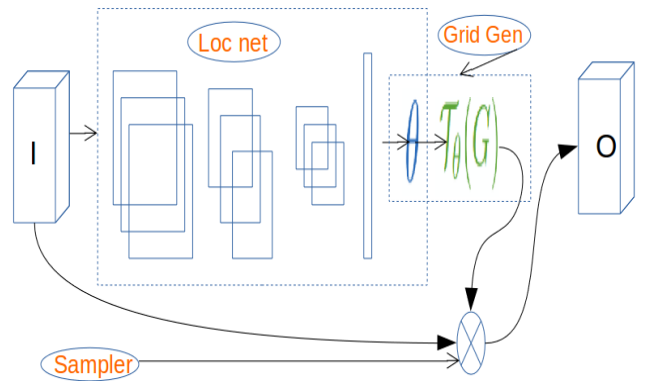 Loc net
Grid Gen
I
θ
T_θ(G)
O
Sampler